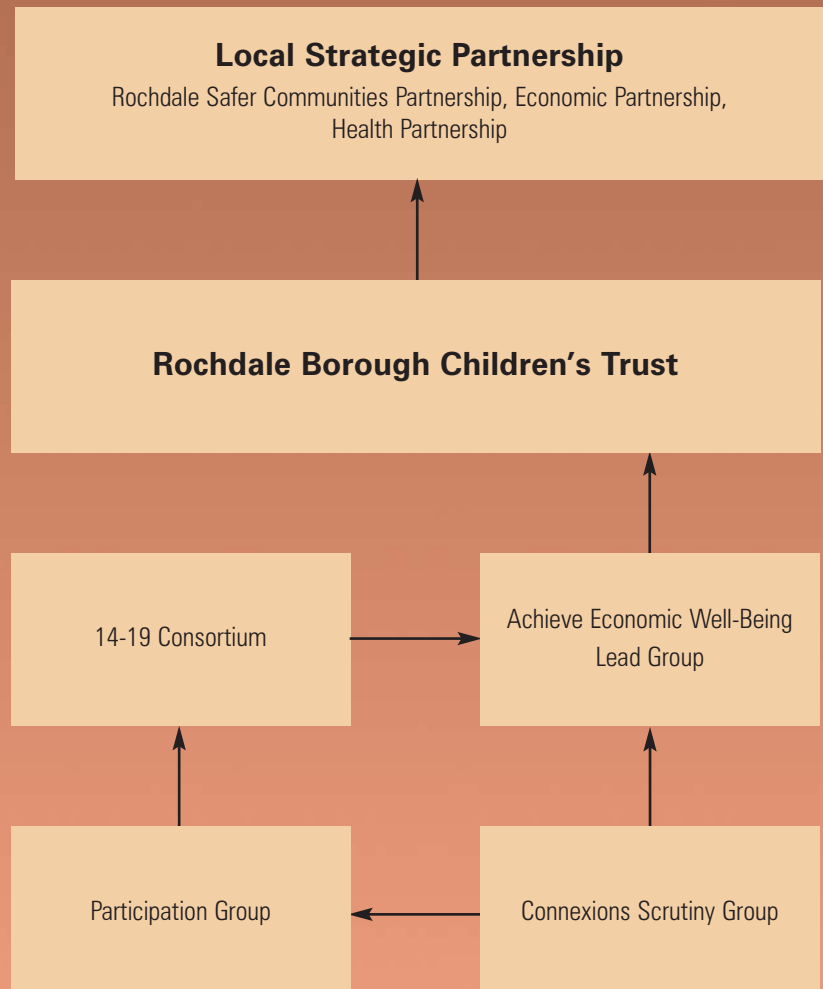 Local Strategic Partnership
Rochdale Safer Communities Partnership, Economic Partnership,
Health Partnership
Rochdale Borough Children’s Trust
14-19 Consortium
Achieve Economic Well-Being
Lead Group
Participation Group
Connexions Scrutiny Group